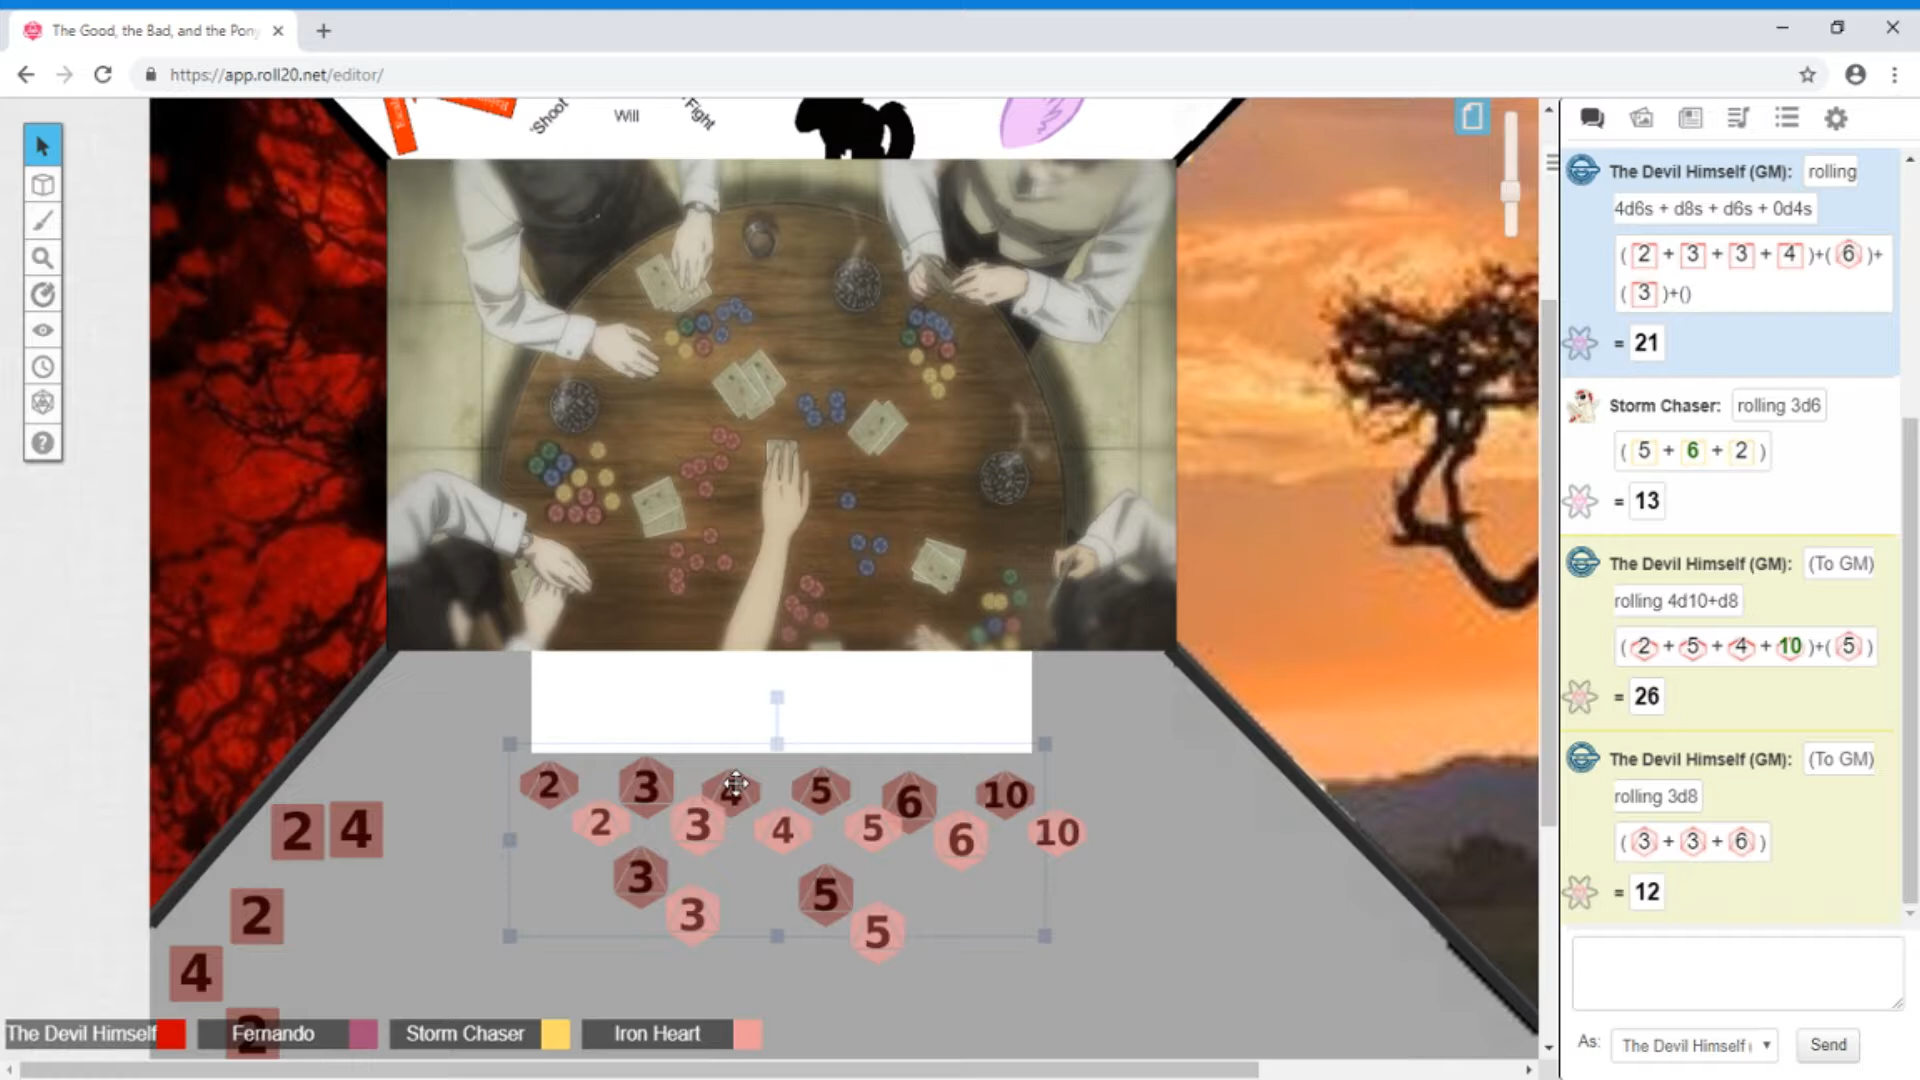 The Good, the Bad, and the Pony
https://app.roll20.net/editor/
'Shoot
Will
Fight
The Devil Himself (GM): rolling
4d6s + d8s + d6s + 0d4s
(2+3+3+4)+(6)+
(3)+()
= 21
Storm Chaser: rolling 3d6
(5+6+2)
= 13
The Devil Himself (GM): (To GM)
rolling 4d10+d8
(2+5+4+10)+(5)
= 26
The Devil Himself (GM): (To GM)
rolling 3d8
(3+3+6)
= 12
2 3 4 5 6 10
2 3 4 5 6 10
3 5
3 5
2 4
2
4
2
The Devil Himself
Fernando
Storm Chaser
Iron Heart
As: The Devil Himself (
Send